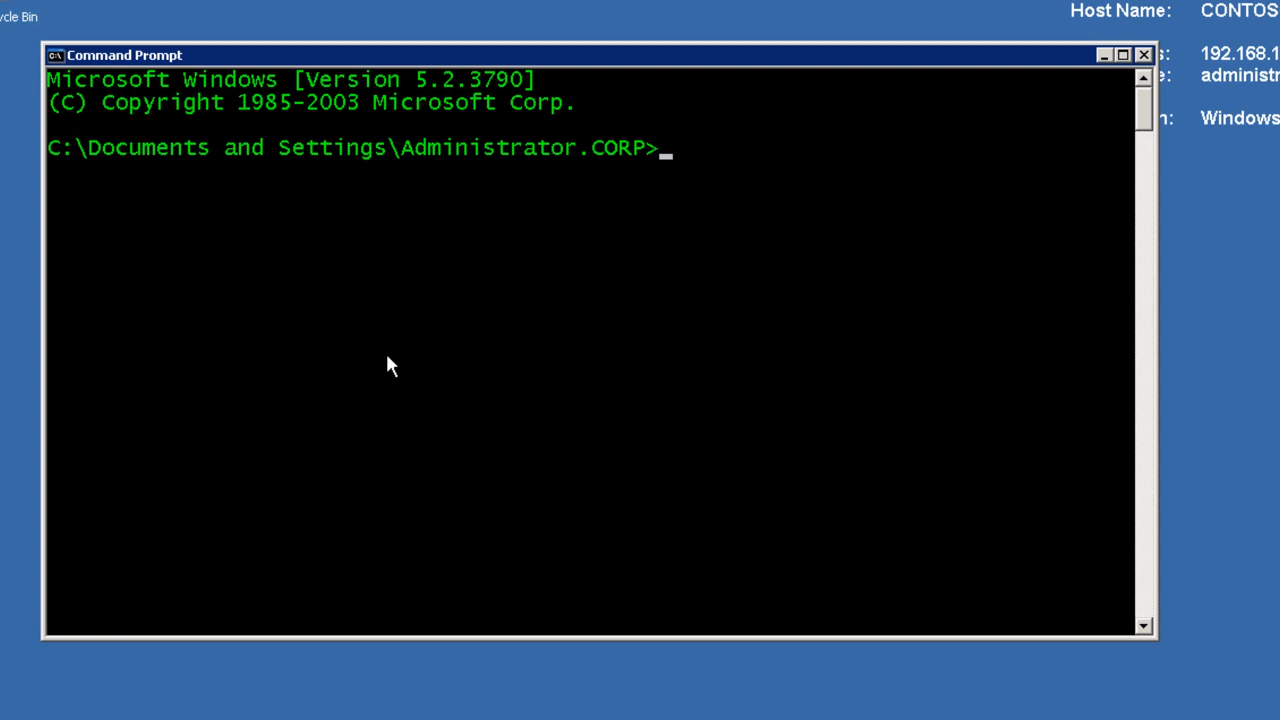 ycle Bin
Host Name: CONTOS
Command Prompt
s: 192.168.1
e: administr
n: Windows
Microsoft Windows [Version 5.2.3790]
(C) Copyright 1985-2003 Microsoft Corp.
C:\Documents and Settings\Administrator.CORP>_